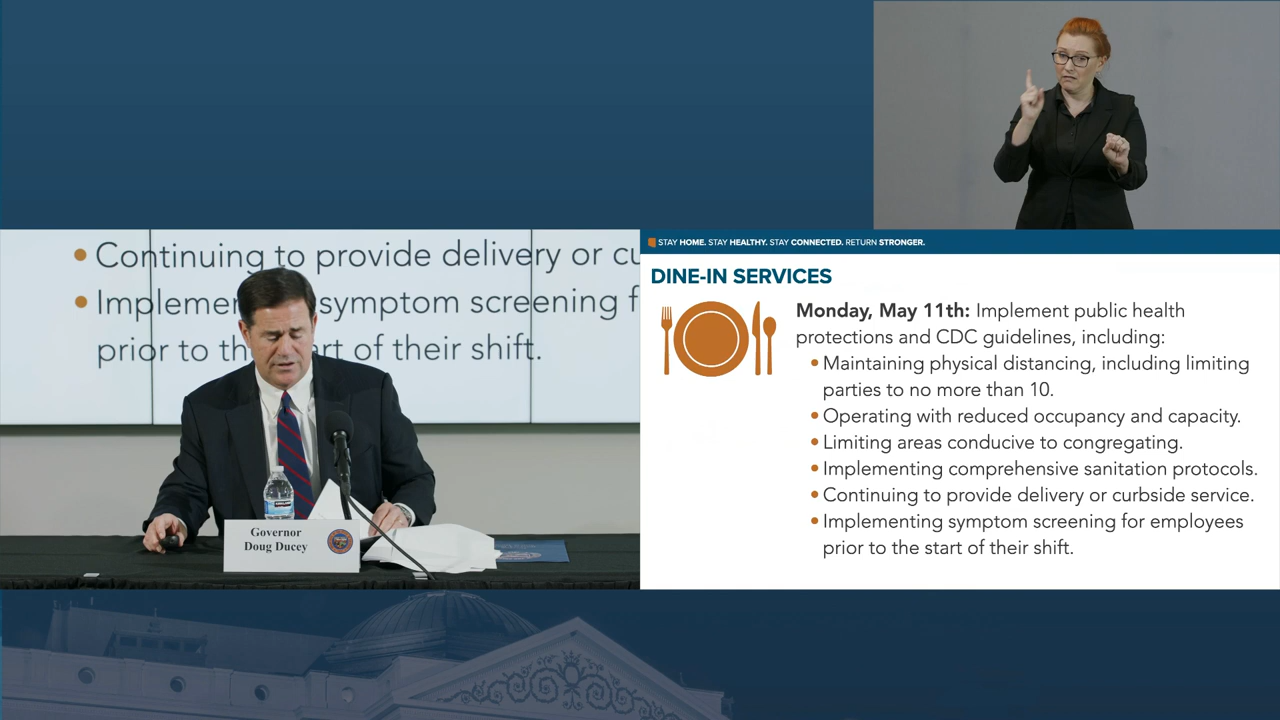 Continuing to provide delivery or cu
Implemen symptom screening f
prior to th rt of their shift.
Governor
Doug Ducey
STAY HOME. STAY HEALTHY. STAY CONNECTED. RETURN STRONGER.
DINE-IN SERVICES
Monday, May 11th: Implement public health
protections and CDC guidelines, including:
• Maintaining physical distancing, including limiting
parties to no more than 10.
• Operating with reduced occupancy and capacity.
• Limiting areas conducive to congregating.
• Implementing comprehensive sanitation protocols.
• Continuing to provide delivery or curbside service.
• Implementing symptom screening for employees
prior to the start of their shift.